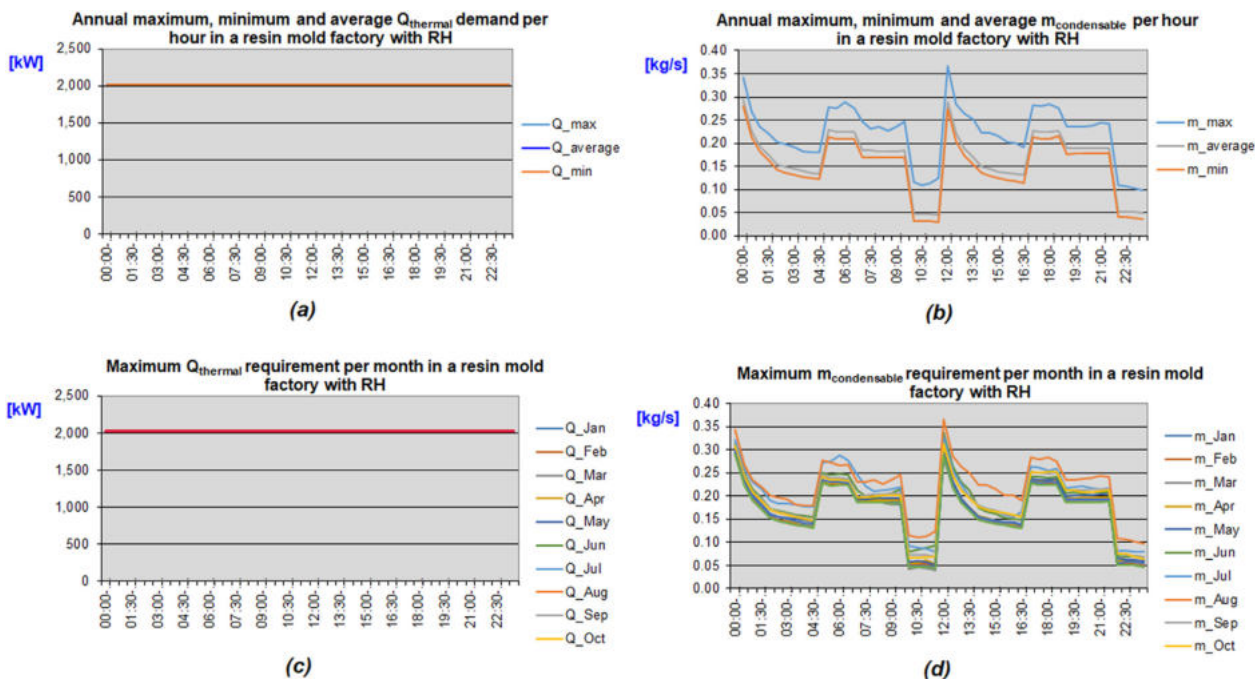 Annual maximum, minimum and average Qthermal demand per
hour in a resin mold factory with RH
[kW]
2,500
2,000
1,500
1,000
500
0
00:00-
01:30-
03:00-
04:30-
06:00-
07:30-
09:00-
10:30-
12:00-
13:30-
15:00-
16:30-
18:00-
19:30-
21:00-
22:30-
Q_max
Q_average
Q_min
(a)
Annual maximum, minimum and average mcondensable per hour
in a resin mold factory with RH
[kg/s]
0.40
0.35
0.30
0.25
0.20
0.15
0.10
0.05
0.00
00:00-
01:30-
03:00-
04:30-
06:00-
07:30-
09:00-
10:30-
12:00-
13:30-
15:00-
16:30-
18:00-
19:30-
21:00-
22:30-
m_max
m_average
m_min
(b)
Maximum Qthermal requirement per month in a resin mold
factory with RH
[kW]
2,500
2,000
1,500
1,000
500
0
00:00-
01:30-
03:00-
04:30-
06:00-
07:30-
09:00-
10:30-
12:00-
13:30-
15:00-
16:30-
18:00-
19:30-
21:00-
22:30-
Q_Jan
Q_Feb
Q_Mar
Q_Apr
Q_May
Q_Jun
Q_Jul
Q_Aug
Q_Sep
Q_Oct
(c)
Maximum mcondensable requirement per month in a resin mold
factory with RH
[kg/s]
0.40
0.35
0.30
0.25
0.20
0.15
0.10
0.05
0.00
00:00-
01:30-
03:00-
04:30-
06:00-
07:30-
09:00-
10:30-
12:00-
13:30-
15:00-
16:30-
18:00-
19:30-
21:00-
22:30-
m_Jan
m_Feb
m_Mar
m_Apr
m_May
m_Jun
m_Jul
m_Aug
m_Sep
m_Oct
(d)